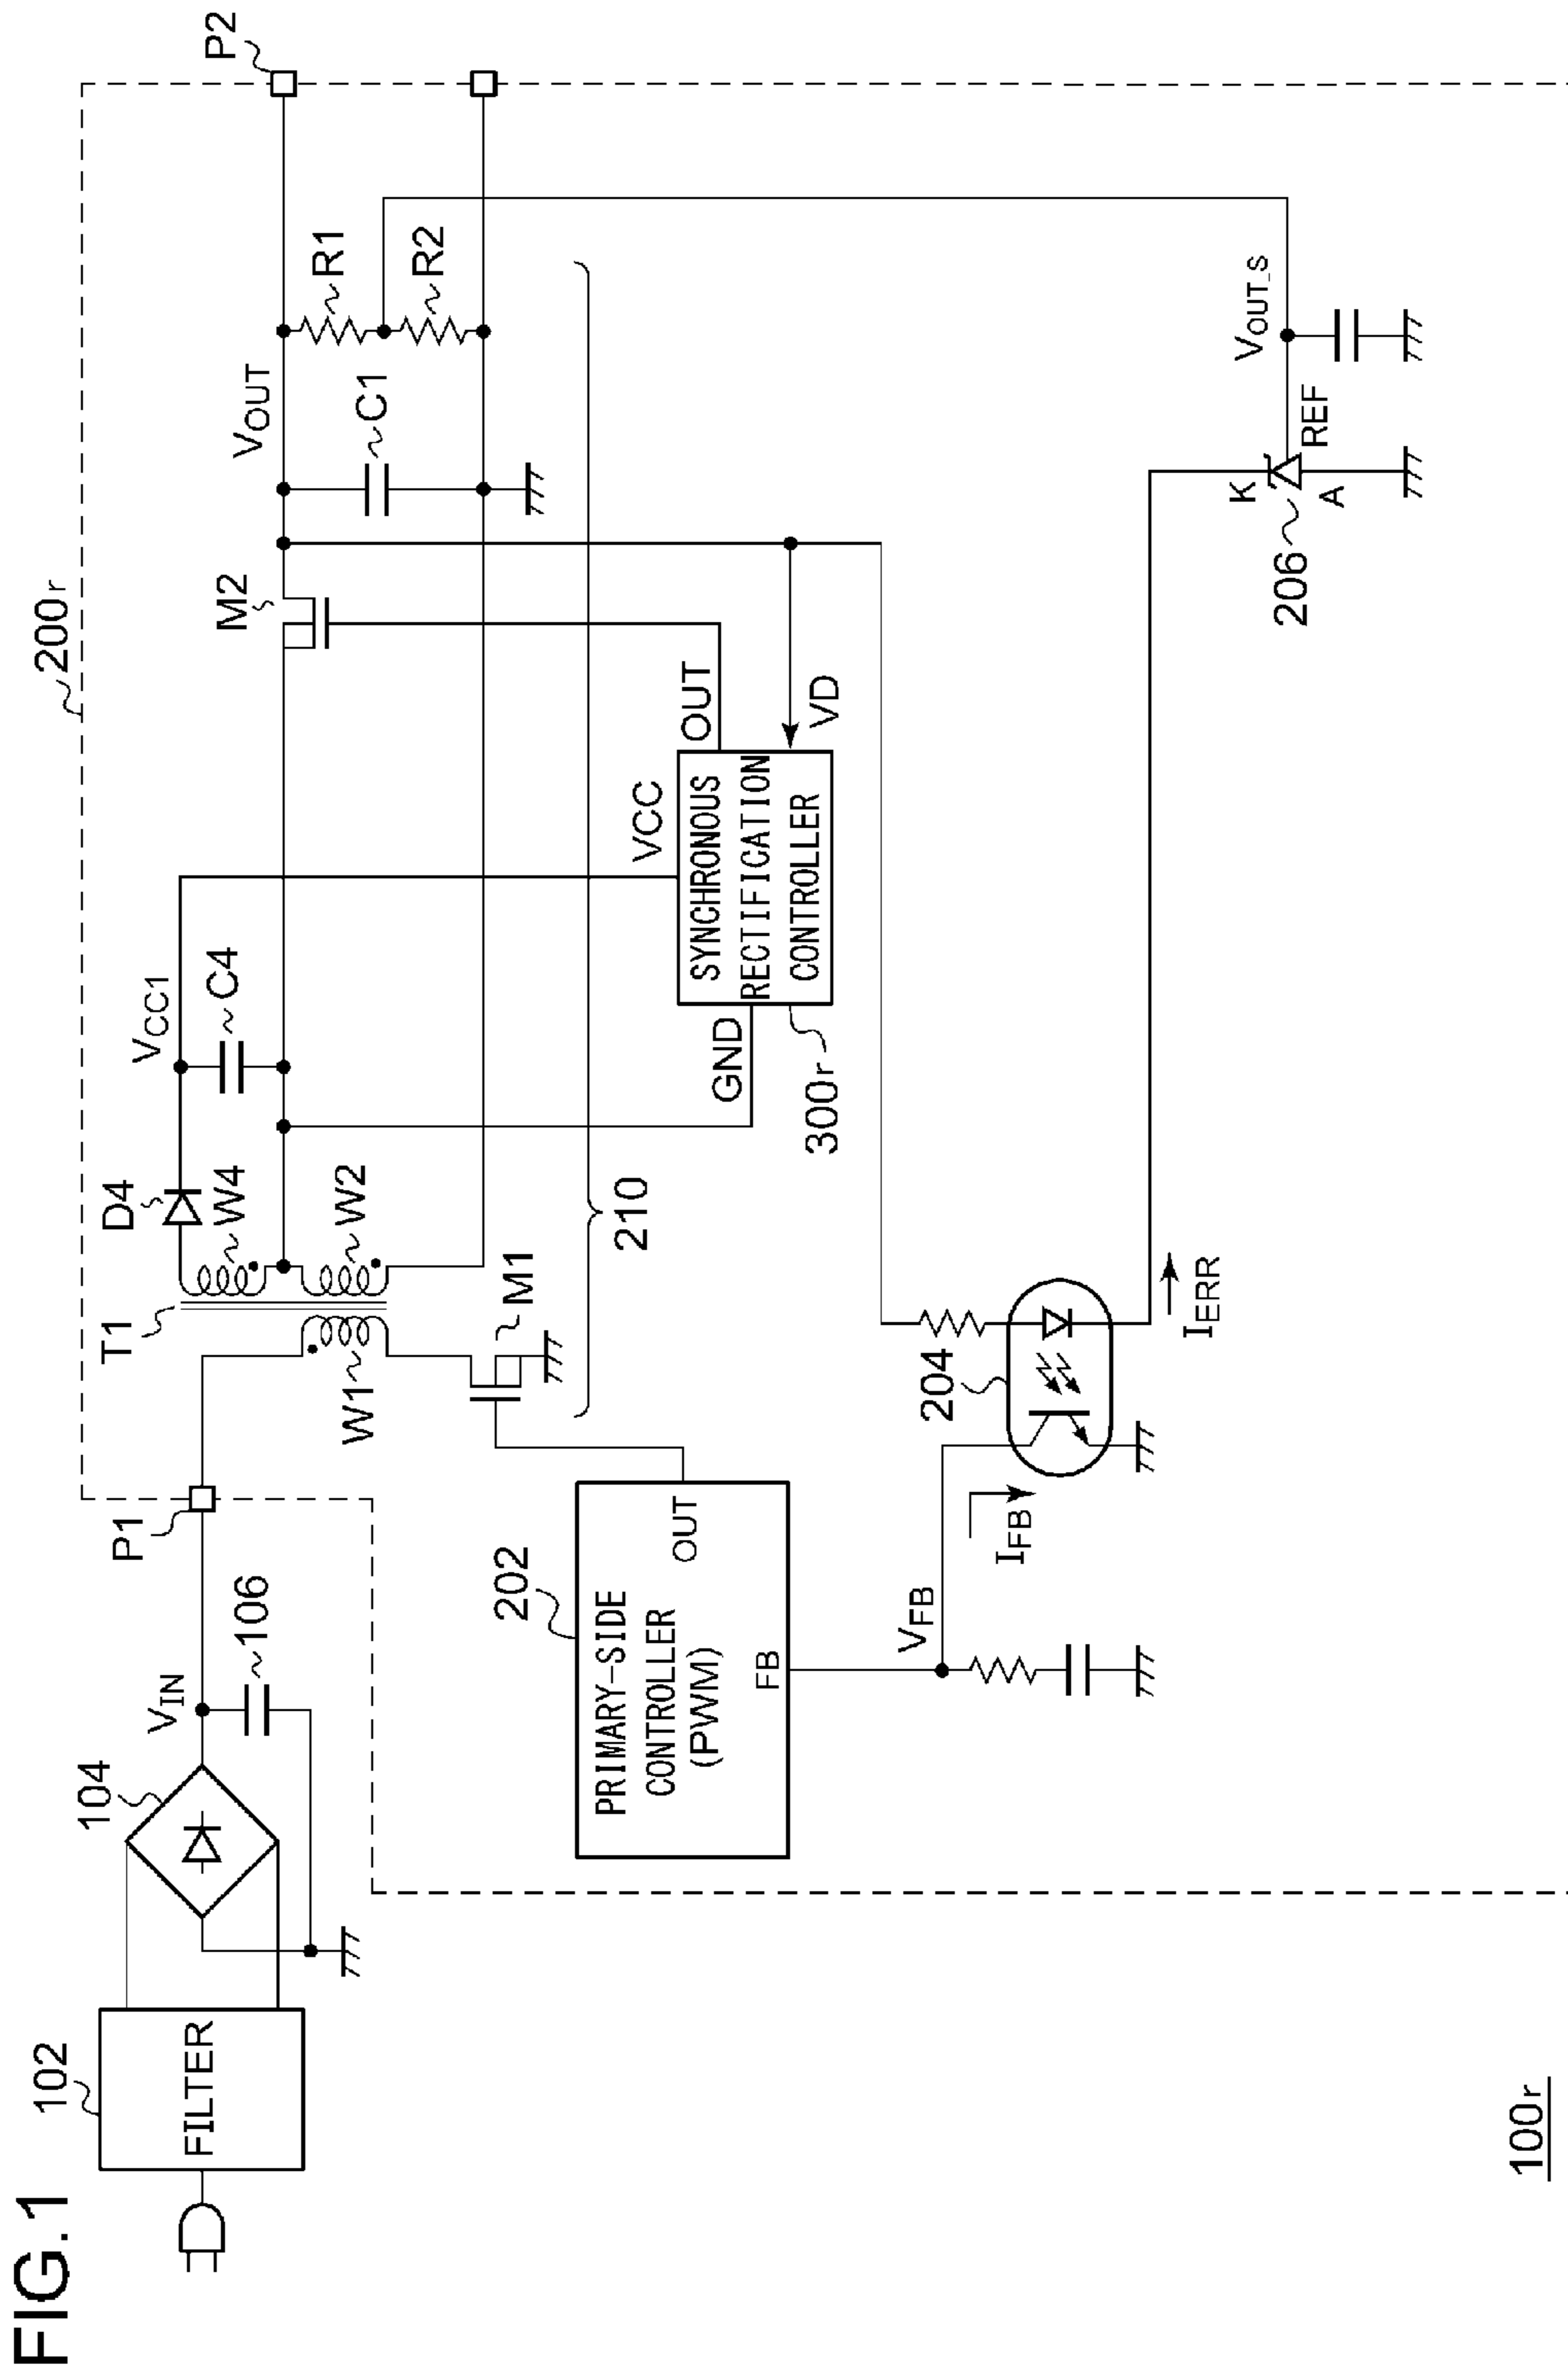 FIG.1
100r
102
FILTER
104
VIN
106
P1
200r
T1
W1
D4
W4
W2
VCC1
C4
M1
210
M2
VOUT
C1
R1
R2
P2
202
PRIMARY-SIDE
CONTROLLER
(PWM)
OUT
FB
VFB
IFB
204
IERR
GND
VCC
OUT
VD
SYNCHRONOUS
RECTIFICATION
CONTROLLER
300r
206
K
A
REF
VOUT_S